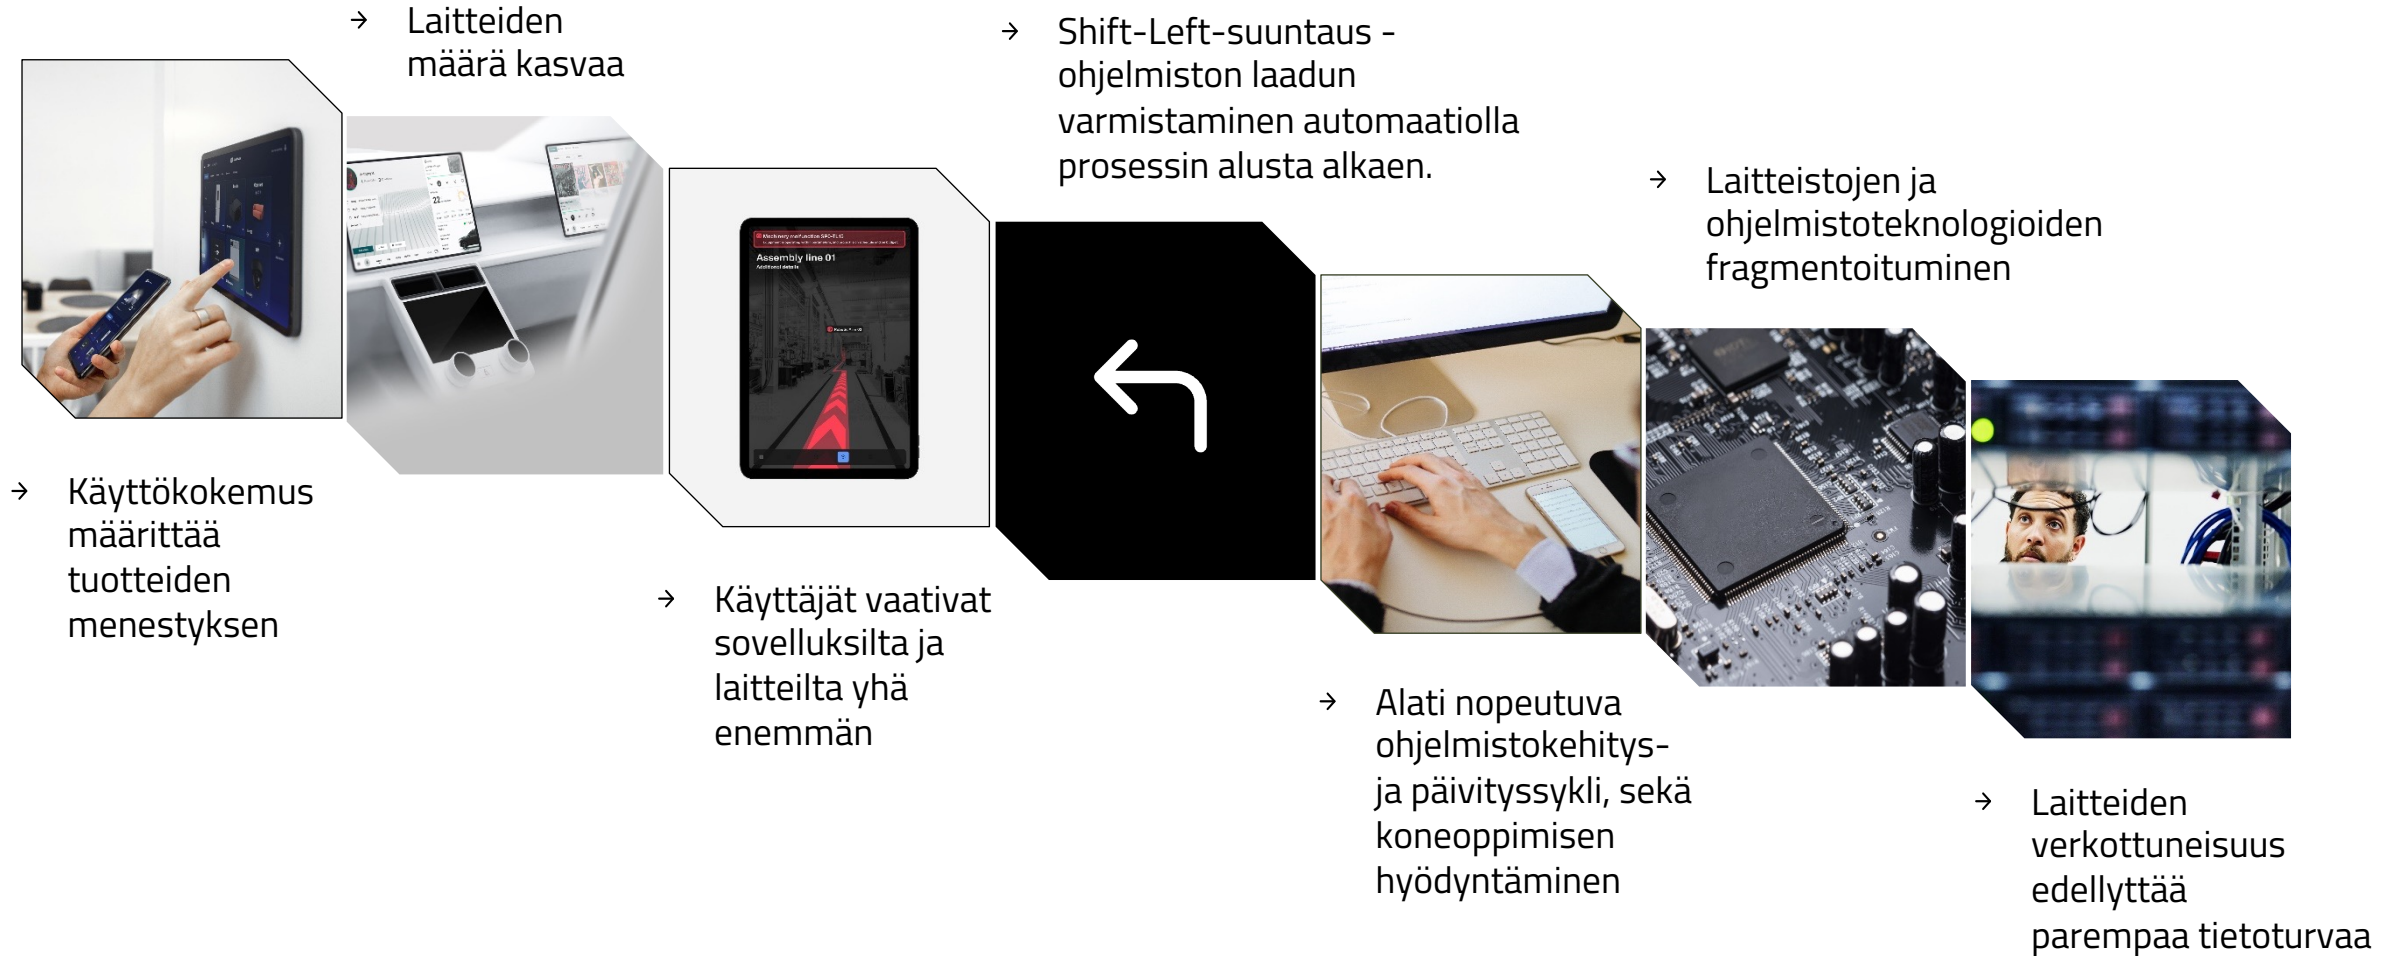 → Laitteiden
määrä kasvaa
→ Shift-Left-suuntaus -
ohjelmiston laadun
varmistaminen automaatiolla
prosessin alusta alkaen.
→ Laitteistojen ja
ohjelmistoteknologioiden
fragmentoituminen
Assembly line 01
Additional details
→ Käyttökokemus
määrittää
tuotteiden
menestyksen
→ Käyttäjät vaativat
sovelluksilta ja
laitteilta yhä
enemmän
→ Alati nopeutuva
ohjelmistokehitys-
ja päivityssykli, sekä
koneoppimisen
hyödyntäminen
→ Laitteiden
verkottuneisuus
edellyttää
parempaa tietoturvaa